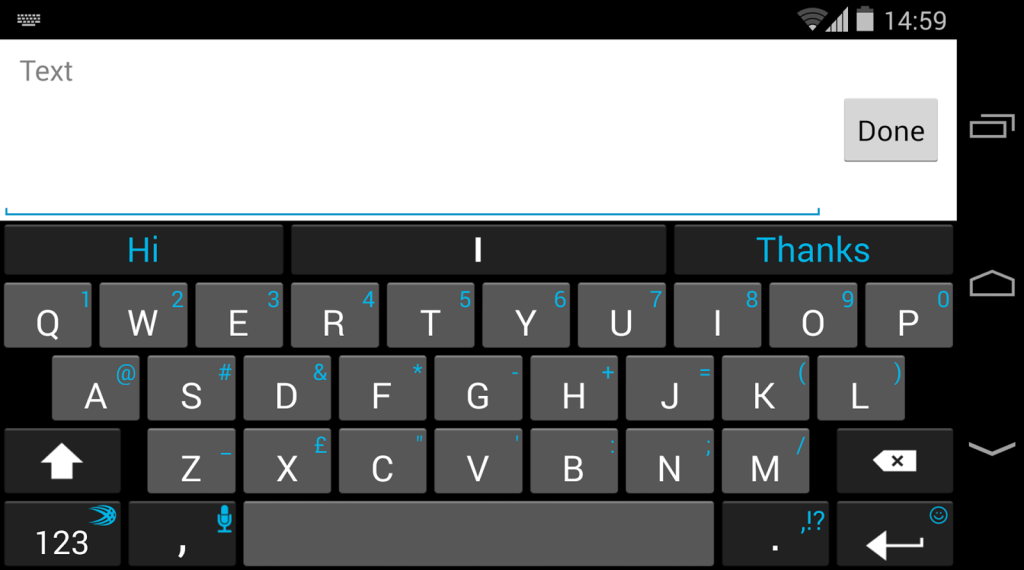 14:59
Text
Done
Hi I Thanks
1 2 3 4 5 6 7 8 9 0
Q W E R T Y U I O P
@ # & * - + = ( )
A S D F G H J K L
_ £ " ' : ; /
Z X C V B N M
,!?
123 , .